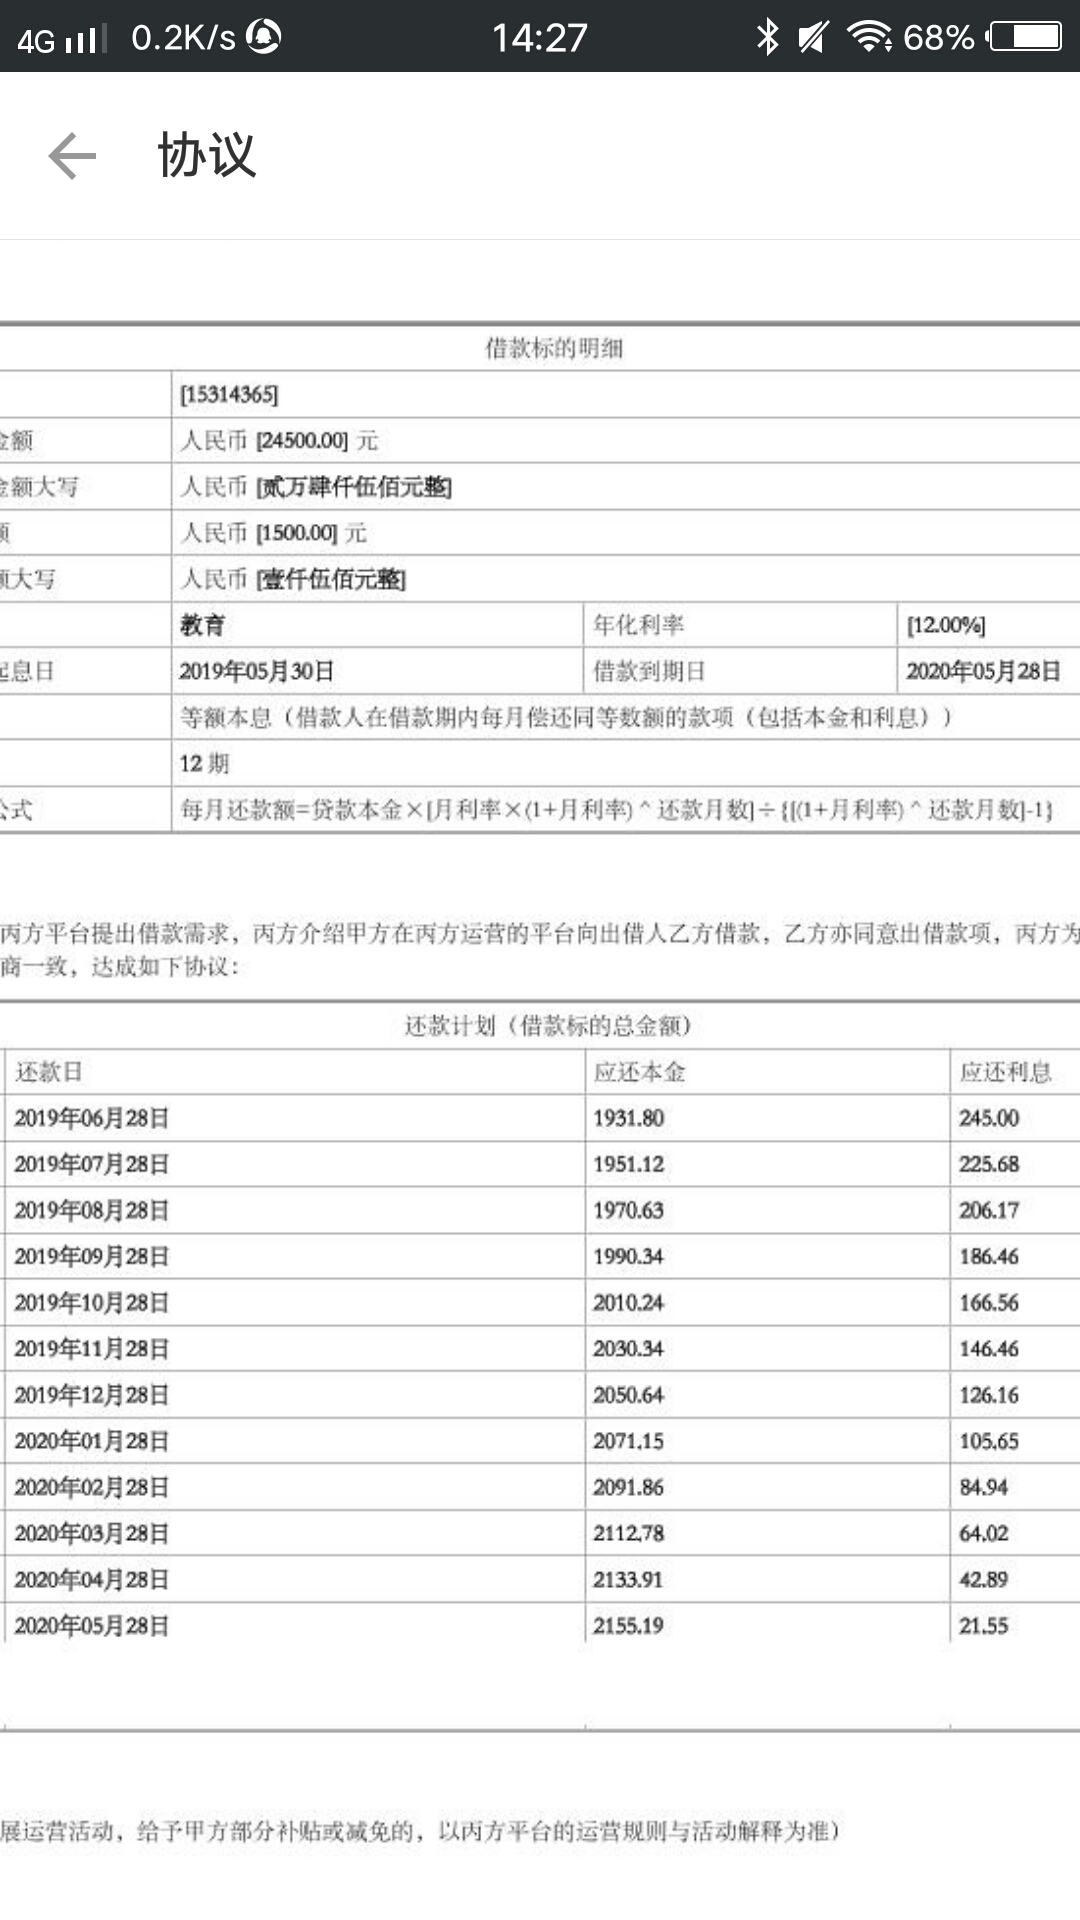 4G 0.2K/s 14:27 68%
协议
借款标的明细
[15314365]
金额 人民币 [24500.00] 元
金额大写 人民币 [贰万肆仟伍佰元整]
额 人民币 [1500.00] 元
额大写 人民币 [壹仟伍佰元整]
教育 年化利率 [12.00%]
起息日 2019年05月30日 借款到期日 2020年05月28日
等额本息（借款人在借款期内每月偿还同等数额的款项（包括本金和利息））
12 期
公式 每月还款额=贷款本金×[月利率×(1+月利率) ^ 还款月数]÷{[(1+月利率) ^ 还款月数]-1}
丙方平台提出借款需求，丙方介绍甲方在丙方运营的平台向出借人乙方借款，乙方亦同意出借款项，丙方为
商一致，达成如下协议：
还款计划（借款标的总金额）
还款日 应还本金 应还利息
2019年06月28日 1931.80 245.00
2019年07月28日 1951.12 225.68
2019年08月28日 1970.63 206.17
2019年09月28日 1990.34 186.46
2019年10月28日 2010.24 166.56
2019年11月28日 2030.34 146.46
2019年12月28日 2050.64 126.16
2020年01月28日 2071.15 105.65
2020年02月28日 2091.86 84.94
2020年03月28日 2112.78 64.02
2020年04月28日 2133.91 42.89
2020年05月28日 2155.19 21.55
展运营活动，给予甲方部分补贴或减免的，以丙方平台的运营规则与活动解释为准）